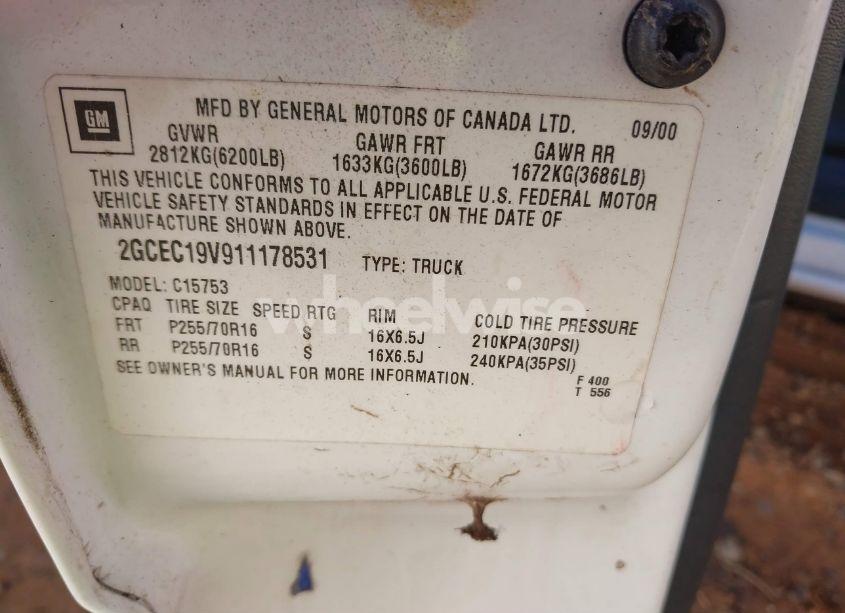 GM
MFD BY GENERAL MOTORS OF CANADA LTD. 09/00
GVWR GAWR FRT GAWR RR
2812KG(6200LB) 1633KG(3600LB) 1672KG(3686LB)
THIS VEHICLE CONFORMS TO ALL APPLICABLE U.S. FEDERAL MOTOR
VEHICLE SAFETY STANDARDS IN EFFECT ON THE DATE OF
MANUFACTURE SHOWN ABOVE.
2GCEC19V911178531 TYPE: TRUCK
MODEL: C15753
CPAQ TIRE SIZE SPEED RTG RIM COLD TIRE PRESSURE
FRT P255/70R16 S 16X6.5J 210KPA(30PSI)
RR P255/70R16 S 16X6.5J 240KPA(35PSI)
SEE OWNER'S MANUAL FOR MORE INFORMATION.
F 400
T 556
wheelwise